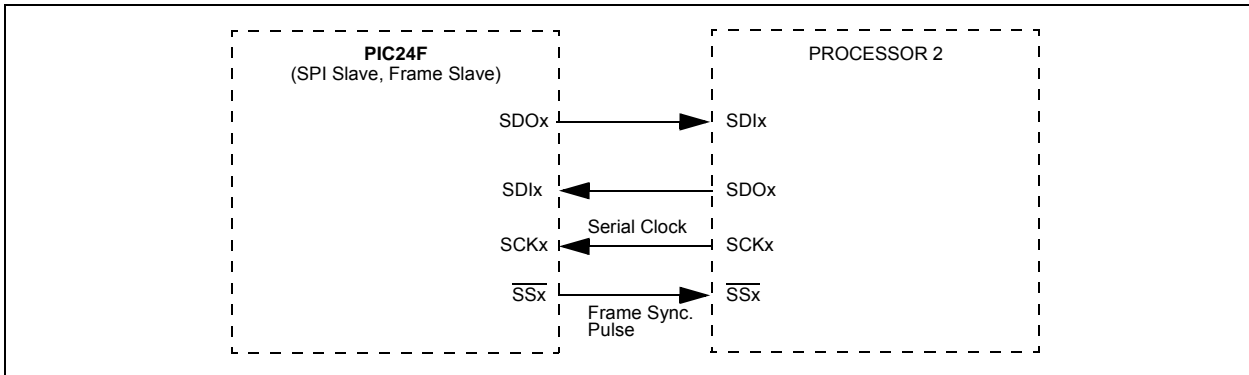 PIC24F
(SPI Slave, Frame Slave)
PROCESSOR 2
SDOx
SDIx
SDIx
SDOx
Serial Clock
SCKx
SCKx
SSx
SSx
Frame Sync.
Pulse